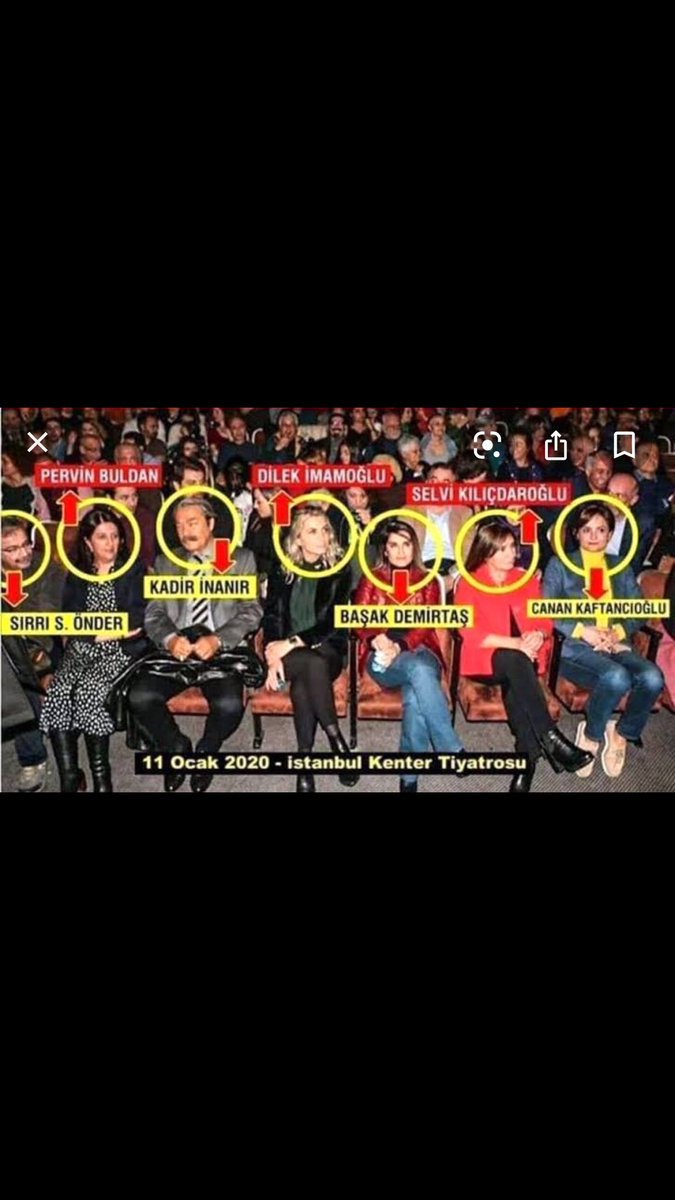 PERVİN BULDAN
DİLEK İMAMOĞLU
SELVİ KILIÇDAROĞLU
KADİR İNANIR
SIRRI S. ÖNDER
BAŞAK DEMİRTAŞ
CANAN KAFTANCIOĞLU
11 Ocak 2020 - istanbul Kenter Tiyatrosu